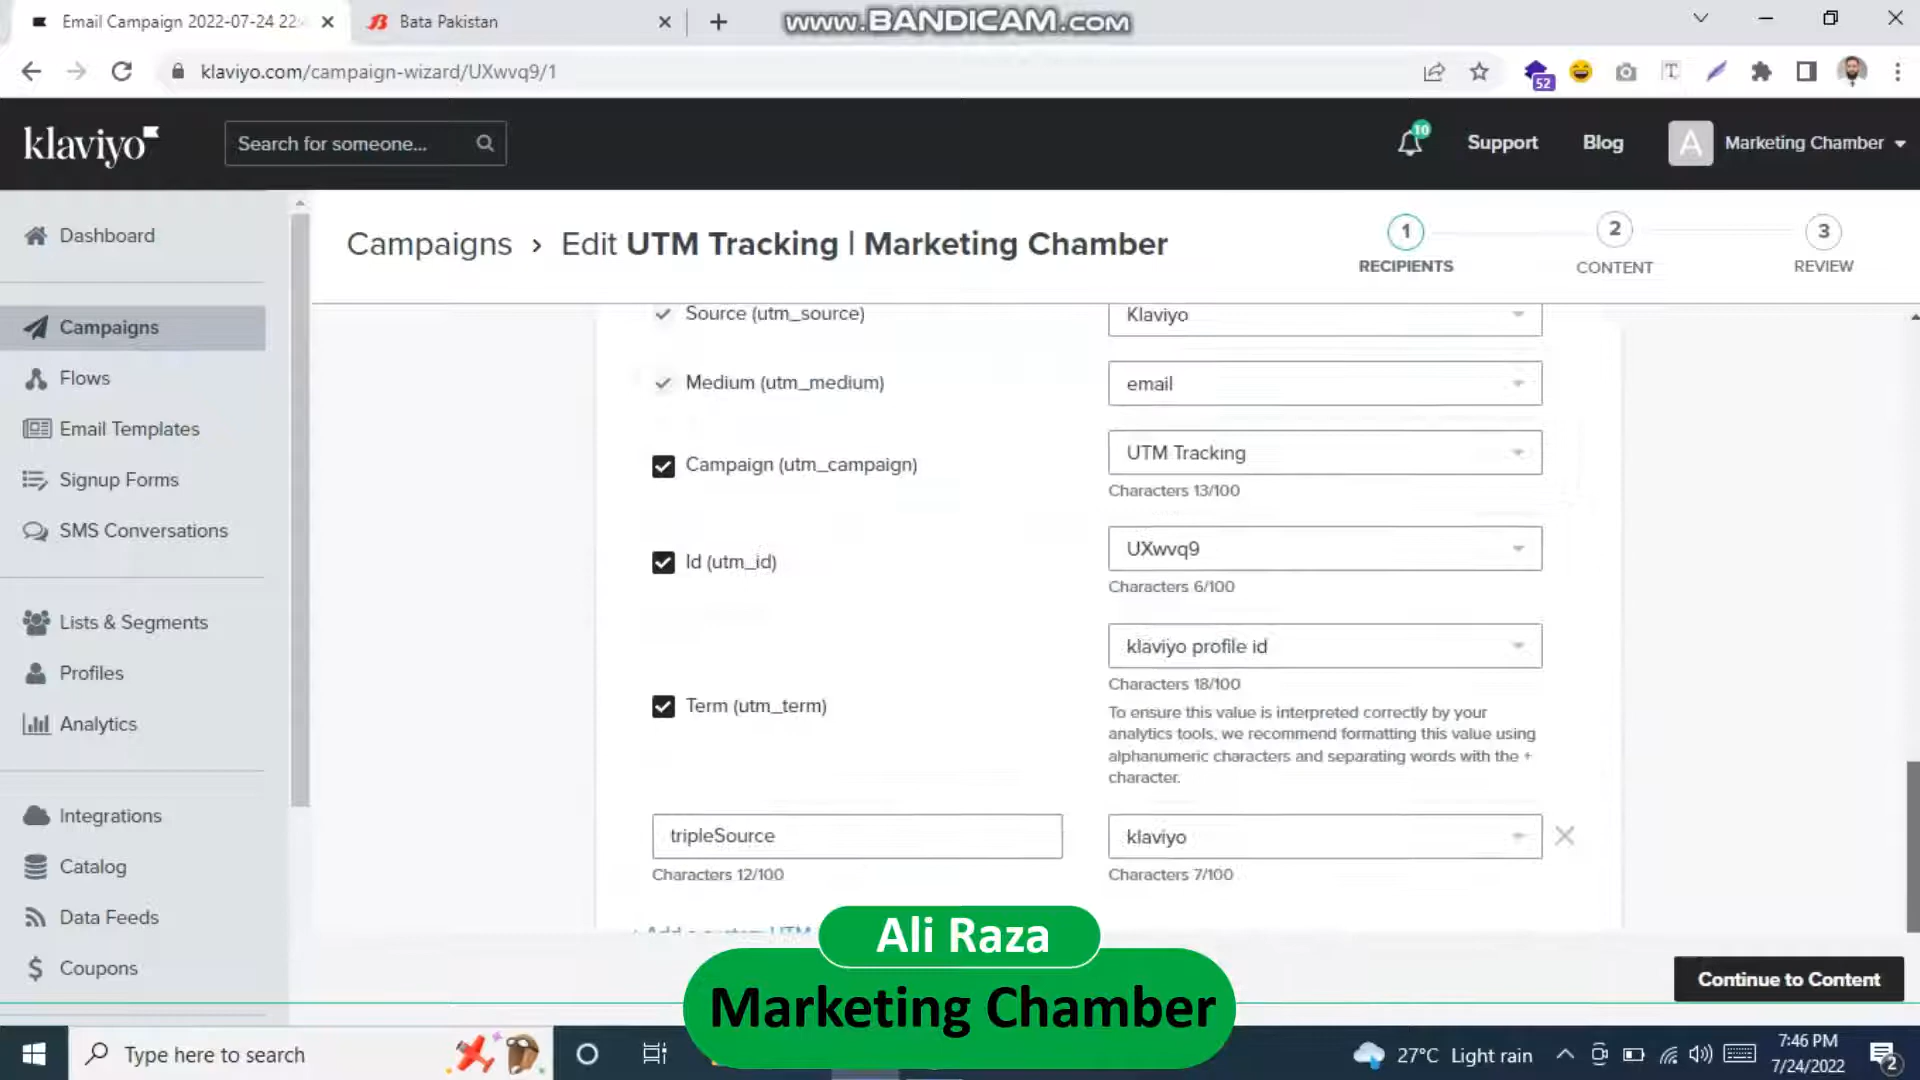 Email Campaign 2022-07-24 22:
Bata Pakistan
www.BANDICAM.com
klaviyo.com/campaign-wizard/UXwvq9/1
52
klaviyo
Search for someone...
10
Support
Blog
A
Marketing Chamber
Dashboard
Campaigns
Flows
Email Templates
Signup Forms
SMS Conversations
Lists & Segments
Profiles
Analytics
Integrations
Catalog
Data Feeds
Coupons
Campaigns › Edit UTM Tracking | Marketing Chamber
1
RECIPIENTS
2
CONTENT
3
REVIEW
Source (utm_source)
Klaviyo
Medium (utm_medium)
email
Campaign (utm_campaign)
UTM Tracking
Characters 13/100
Id (utm_id)
UXwvq9
Characters 6/100
Term (utm_term)
klaviyo profile id
Characters 18/100
To ensure this value is interpreted correctly by your
analytics tools, we recommend formatting this value using
alphanumeric characters and separating words with the +
character.
tripleSource
Characters 12/100
klaviyo
Characters 7/100
Add a custom UTM
Continue to Content
Ali Raza
Marketing Chamber
Type here to search
27°C Light rain
7:46 PM
7/24/2022
2